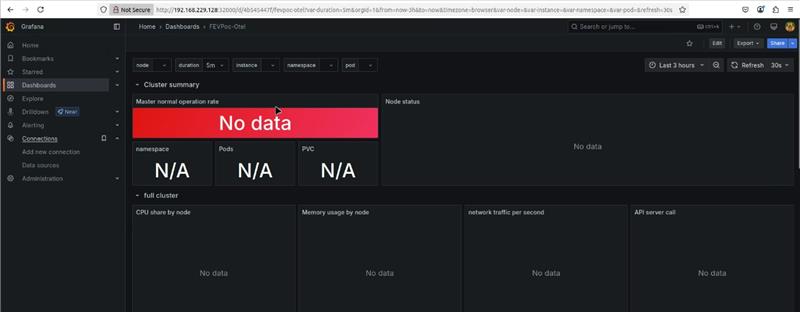 Not Secure http://192.168.229.128:32000/d/4b545447f/fevpoc-otel?var-duration=5m&orgId=1&from=now-3h&to=now&timezone=browser&var-node=&var-instance=&var-namespace=&var-pod=&refresh=30s
Grafana
Home > Dashboards > FEVPoc-Otel
Search or jump to...
ctrl+k
Edit
Export
Share
Home
Bookmarks
Starred
Dashboards
Explore
Drilldown
New!
Alerting
Connections
Add new connection
Data sources
Administration
node
duration 5m
instance
namespace
pod
Last 3 hours
Refresh 30s
Cluster summary
Master normal operation rate
No data
namespace
N/A
Pods
N/A
PVC
N/A
Node status
No data
full cluster
CPU share by node
No data
Memory usage by node
No data
network traffic per second
No data
API server call
No data